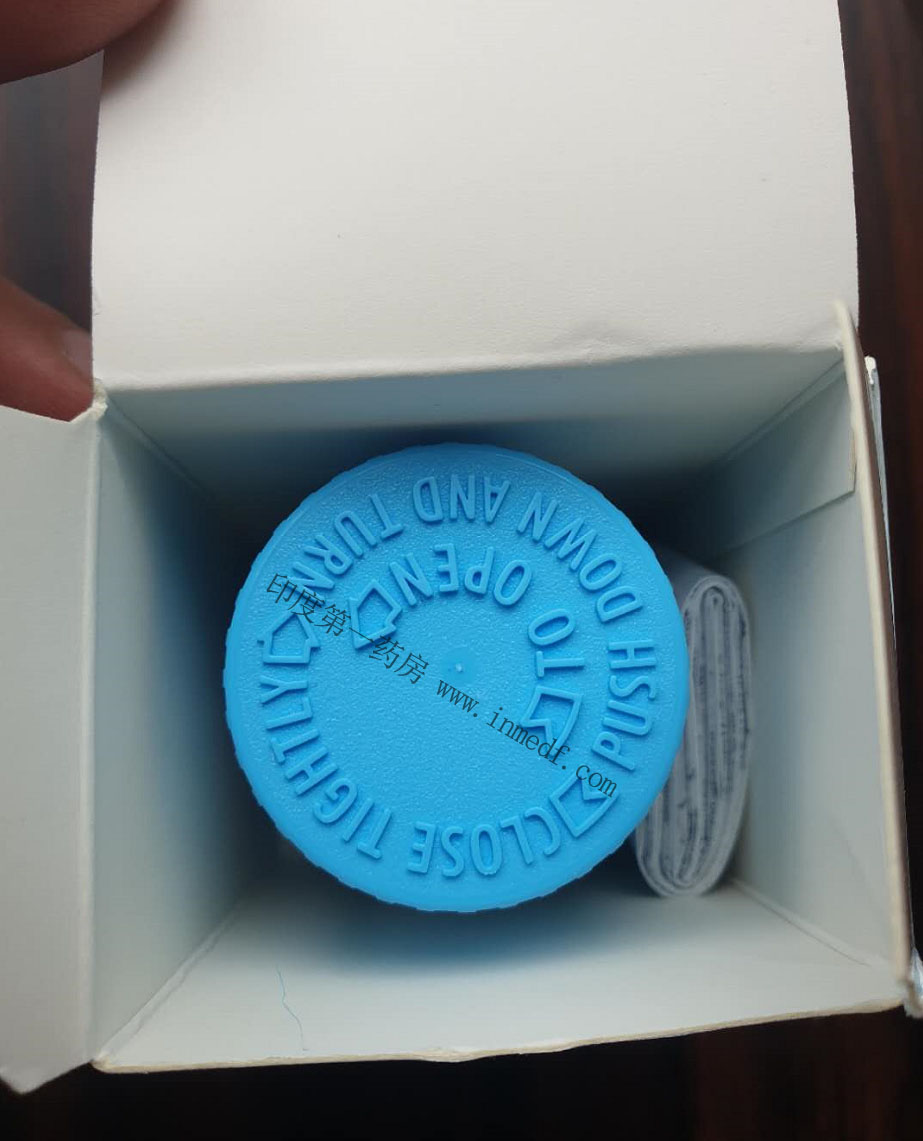 PUSH DOWN AND TURN
TO OPEN
CLOSE TIGHTLY
印度第一药房 www.inmedf.com